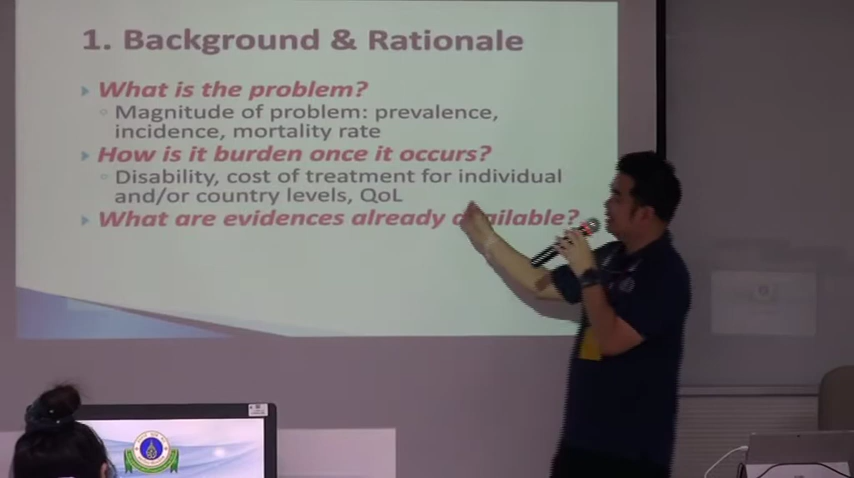 1. Background & Rationale
What is the problem?
Magnitude of problem: prevalence,
incidence, mortality rate
How is it burden once it occurs?
Disability, cost of treatment for individual
and/or country levels, QoL
What are evidences already available?